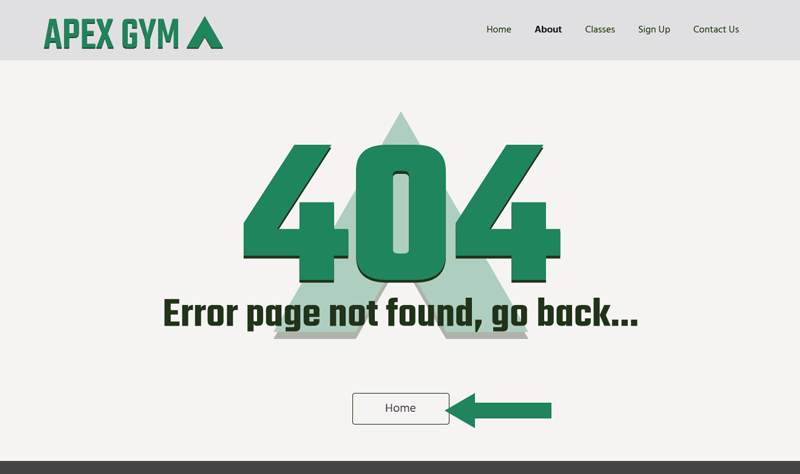 APEX GYM
Home About Classes Sign Up Contact Us
404
Error page not found, go back...
Home